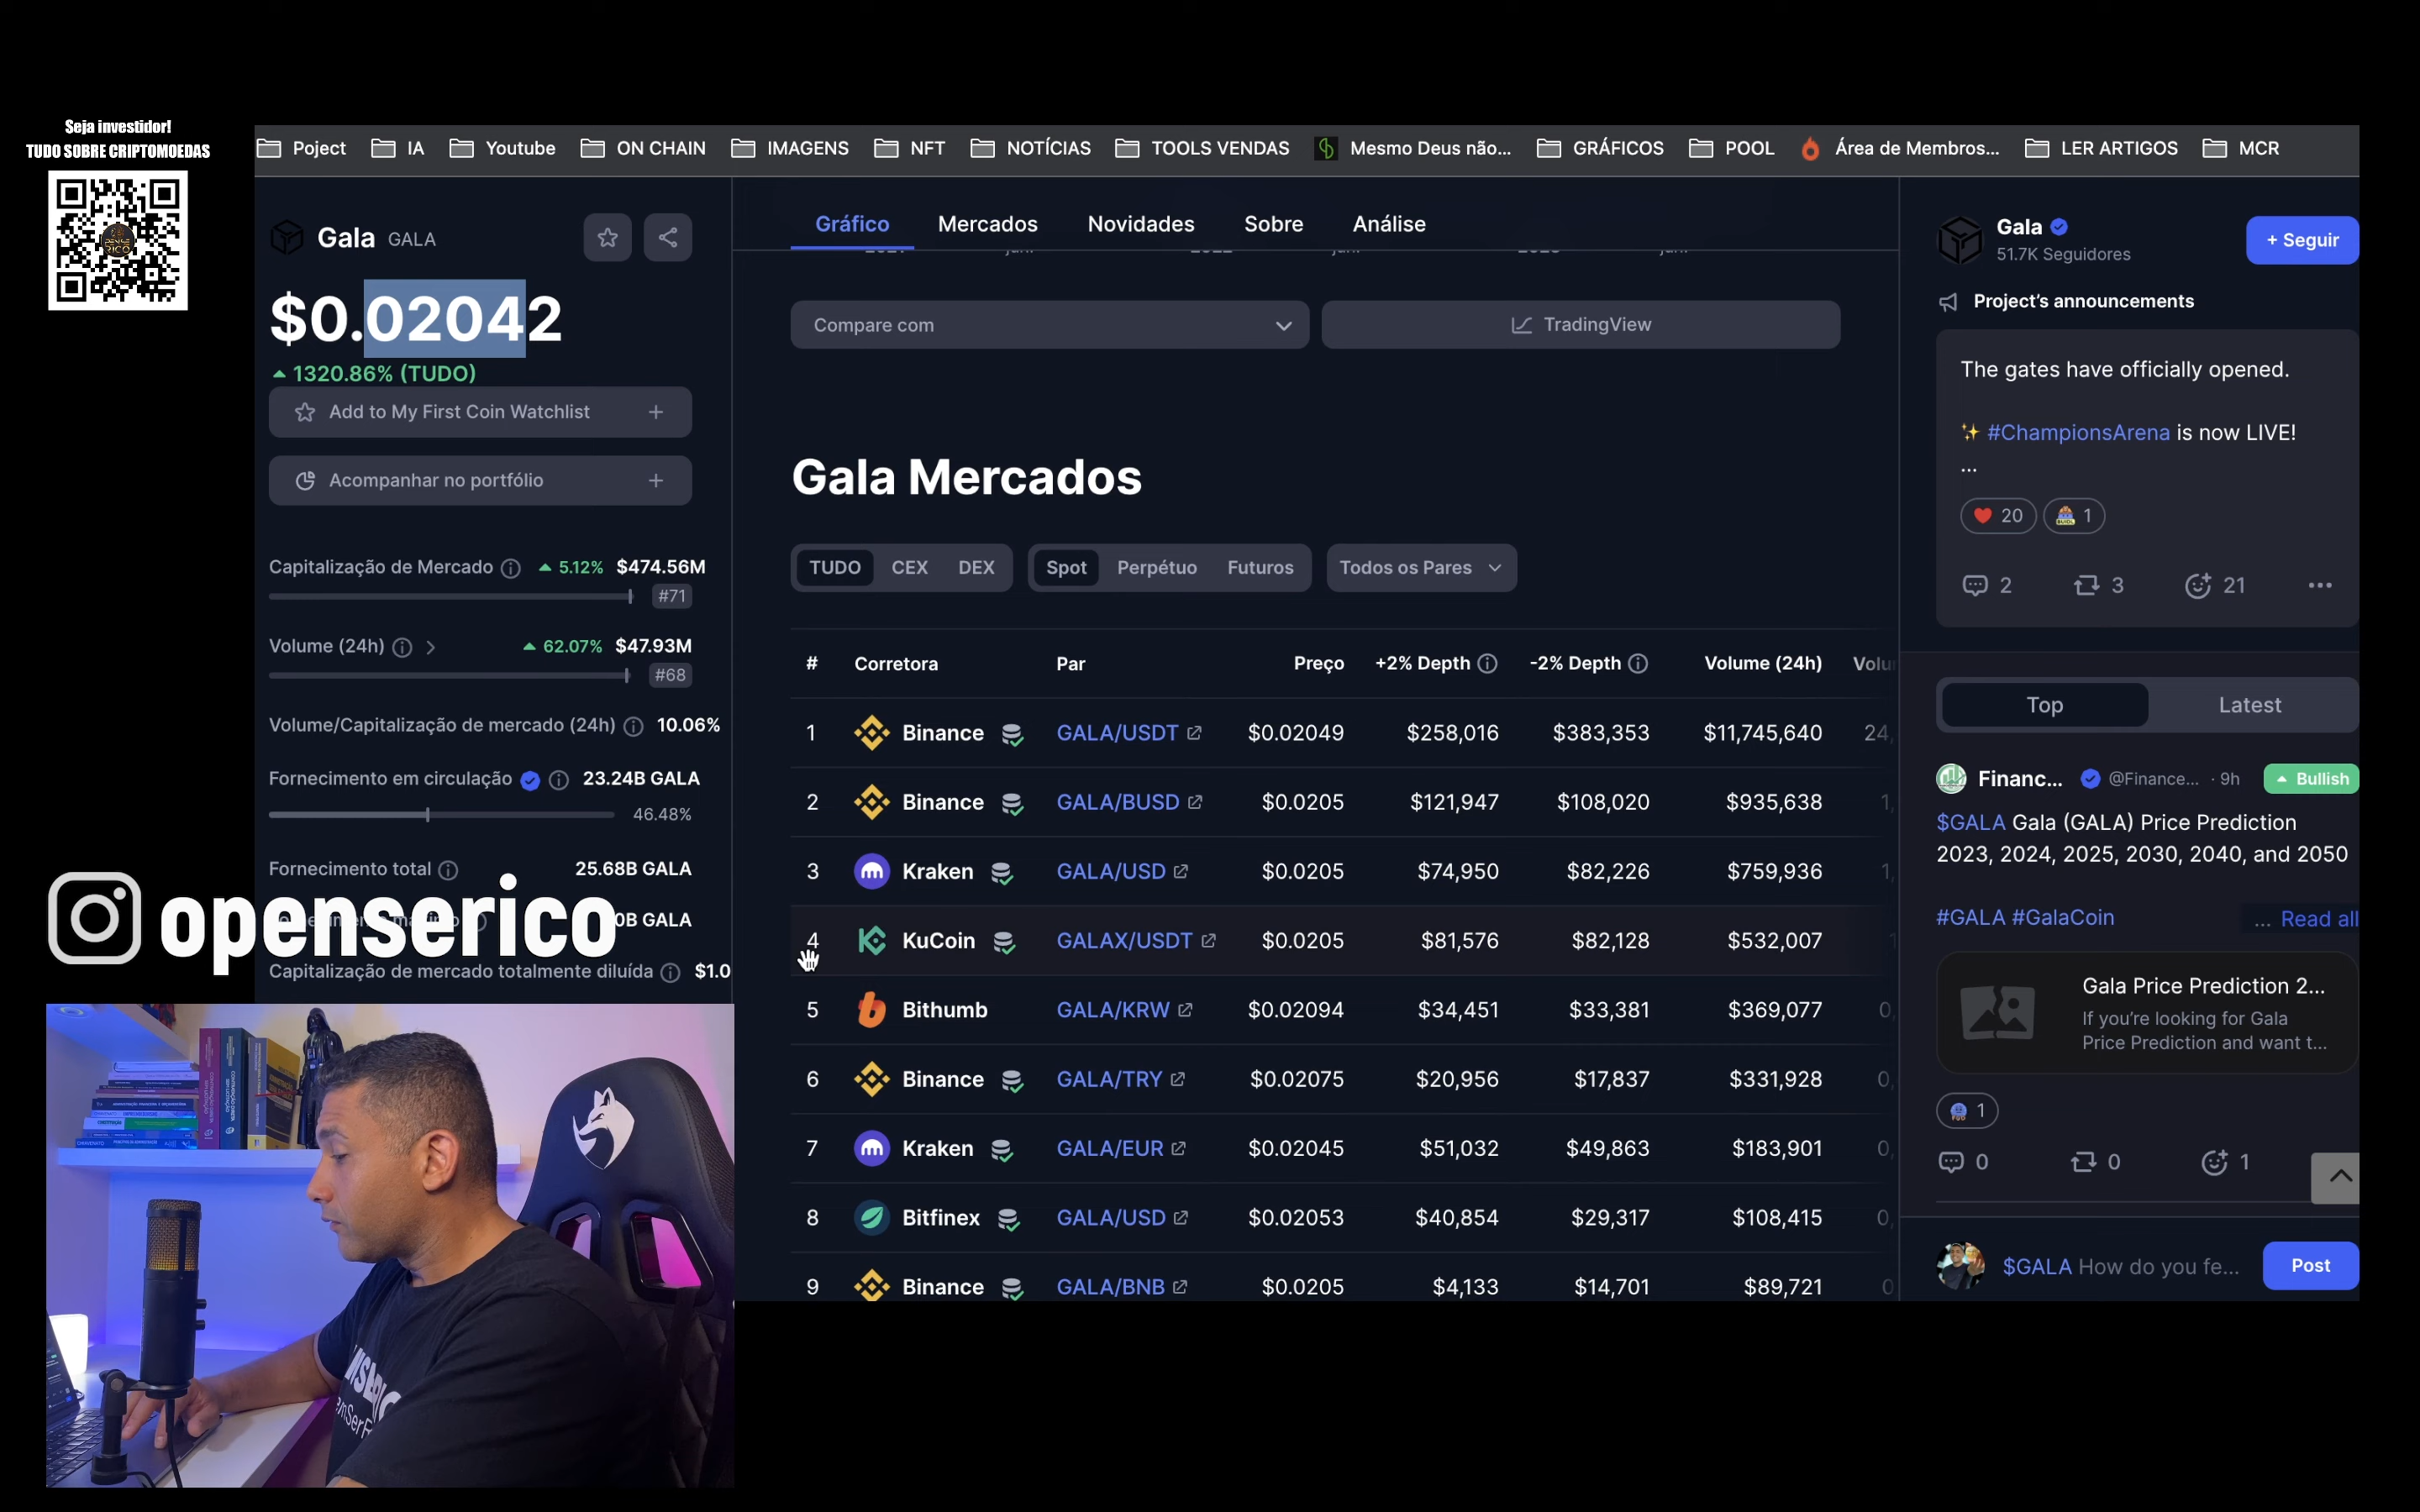 Seja investidor!
TUDO SOBRE CRIPTOMOEDAS
Poject IA Youtube ON CHAIN IMAGENS NFT NOTÍCIAS TOOLS VENDAS Mesmo Deus não... GRÁFICOS POOL Área de Membros... LER ARTIGOS MCR
Gala GALA
$0.02042
1320.86% (TUDO)
Add to My First Coin Watchlist +
Acompanhar no portfólio +
Capitalização de Mercado 5.12% $474.56M
#71
Volume (24h) 62.07% $47.93M
#68
Volume/Capitalização de mercado (24h) 10.06%
Fornecimento em circulação 23.24B GALA
46.48%
Fornecimento total 25.68B GALA
0B GALA
openserico
Capitalização de mercado totalmente diluída $1.0
Gráfico Mercados Novidades Sobre Análise
Compare com
TradingView
Gala Mercados
TUDO CEX DEX Spot Perpétuo Futuros Todos os Pares
# Corretora Par Preço +2% Depth -2% Depth Volume (24h) Volu
1 Binance GALA/USDT $0.02049 $258,016 $383,353 $11,745,640 24,
2 Binance GALA/BUSD $0.0205 $121,947 $108,020 $935,638 1,
3 Kraken GALA/USD $0.0205 $74,950 $82,226 $759,936 1,
4 KuCoin GALAX/USDT $0.0205 $81,576 $82,128 $532,007 1
5 Bithumb GALA/KRW $0.02094 $34,451 $33,381 $369,077 0,
6 Binance GALA/TRY $0.02075 $20,956 $17,837 $331,928 0,
7 Kraken GALA/EUR $0.02045 $51,032 $49,863 $183,901 0,
8 Bitfinex GALA/USD $0.02053 $40,854 $29,317 $108,415 0,
9 Binance GALA/BNB $0.0205 $4,133 $14,701 $89,721 0
Gala
51.7K Seguidores
+ Seguir
Project's announcements
The gates have officially opened.
✨ #ChampionsArena is now LIVE!
...
20 1
2 3 21
Top Latest
Financ... @Finance... · 9h Bullish
$GALA Gala (GALA) Price Prediction
2023, 2024, 2025, 2030, 2040, and 2050
#GALA #GalaCoin ... Read all
Gala Price Prediction 2...
If you're looking for Gala
Price Prediction and want t...
1
0 0 1
$GALA How do you fe... Post